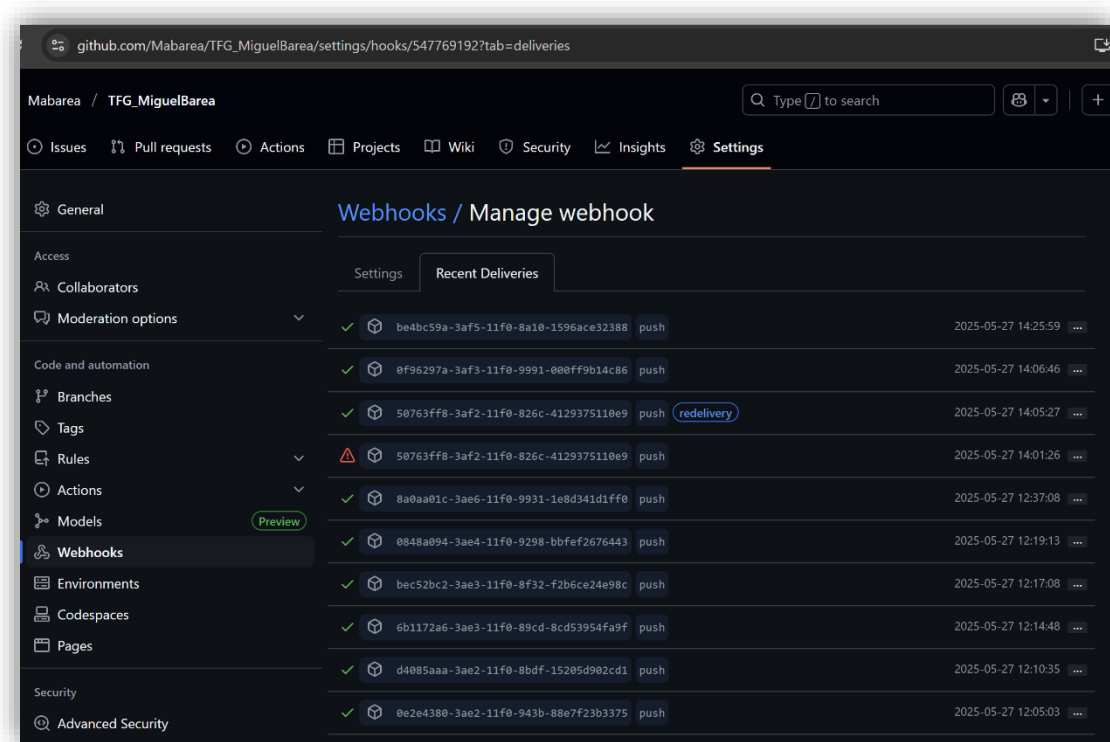 github.com/Mabarea/TFG_MiguelBarea/settings/hooks/547769192?tab=deliveries
Mabarea / TFG_MiguelBarea
Type / to search
Issues Pull requests Actions Projects Wiki Security Insights Settings
General
Access
Collaborators
Moderation options
Code and automation
Branches
Tags
Rules
Actions
Models Preview
Webhooks
Environments
Codespaces
Pages
Security
Advanced Security
Webhooks / Manage webhook
Settings Recent Deliveries
be4bc59a-3af5-11f0-8a10-1596ace32388 push 2025-05-27 14:25:59 ...
0f96297a-3af3-11f0-9991-000ff9b14c86 push 2025-05-27 14:06:46 ...
50763ff8-3af2-11f0-826c-4129375110e9 push redelivery 2025-05-27 14:05:27 ...
50763ff8-3af2-11f0-826c-4129375110e9 push 2025-05-27 14:01:26 ...
8a0aa01c-3ae6-11f0-9931-1e8d341d1ff0 push 2025-05-27 12:37:08 ...
0848a094-3ae4-11f0-9298-bbfef2676443 push 2025-05-27 12:19:13 ...
bec52bc2-3ae3-11f0-8f32-f2b6ce24e98c push 2025-05-27 12:17:08 ...
6b1172a6-3ae3-11f0-89cd-8cd53954fa9f push 2025-05-27 12:14:48 ...
d4085aaa-3ae2-11f0-8bdf-15205d902cd1 push 2025-05-27 12:10:35 ...
0e2e4380-3ae2-11f0-943b-88e7f23b3375 push 2025-05-27 12:05:03 ...